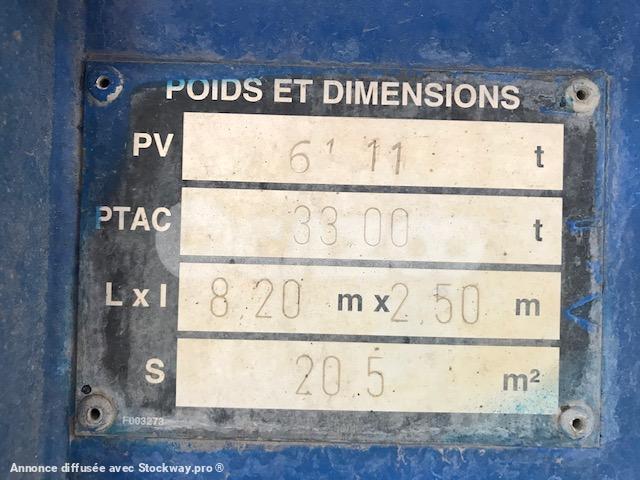 POIDS ET DIMENSIONS
PV 6' 11 t
PTAC 33 00 t
L x l 8.20 m x 2.50 m
S 20 5 m²
F003273
Annonce diffusée avec Stockway.pro ®